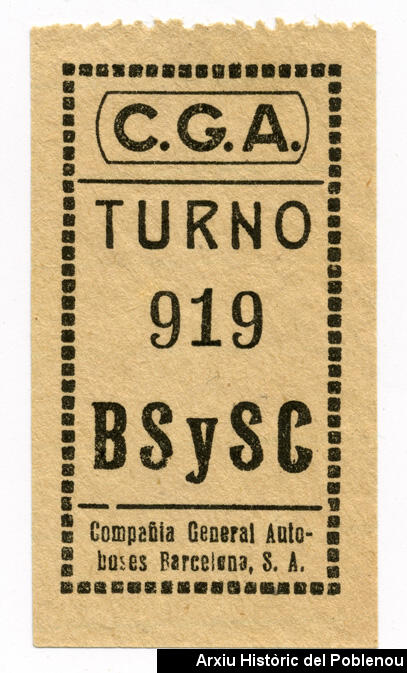 C.G.A.
TURNO
919
BSySC
Compañia General Auto-
buses Barcelona, S. A.
Arxiu Històric del Poblenou